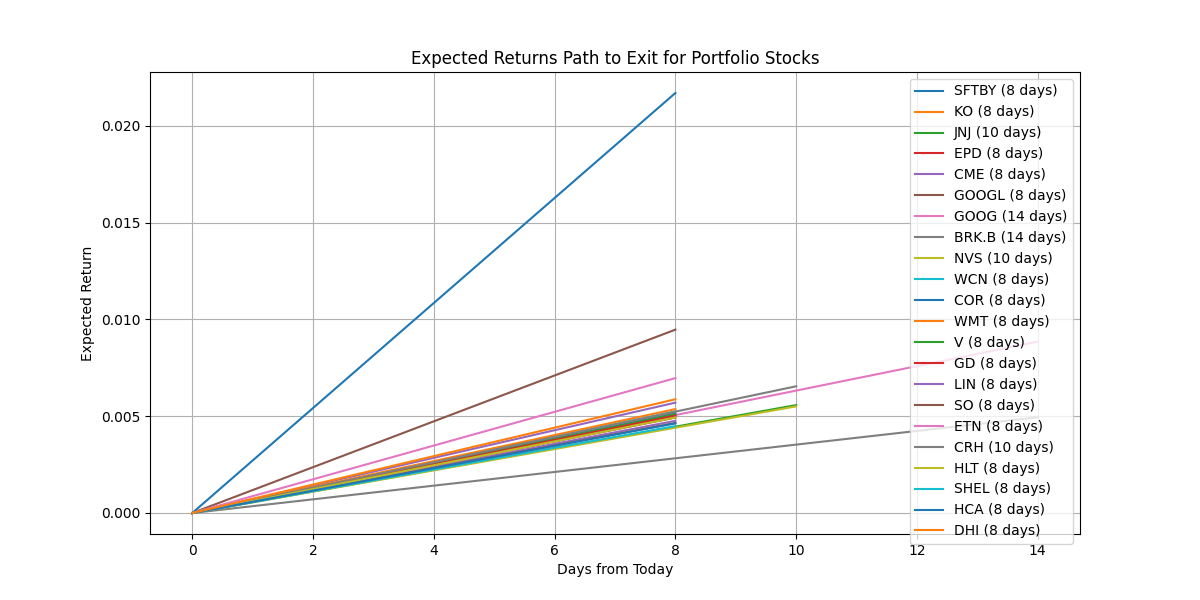 Expected Returns Path to Exit for Portfolio Stocks
Expected Return
0.020
0.015
0.010
0.005
0.000
0 2 4 6 8 10 12 14
Days from Today
SFTBY (8 days)
KO (8 days)
JNJ (10 days)
EPD (8 days)
CME (8 days)
GOOGL (8 days)
GOOG (14 days)
BRK.B (14 days)
NVS (10 days)
WCN (8 days)
COR (8 days)
WMT (8 days)
V (8 days)
GD (8 days)
LIN (8 days)
SO (8 days)
ETN (8 days)
CRH (10 days)
HLT (8 days)
SHEL (8 days)
HCA (8 days)
DHI (8 days)